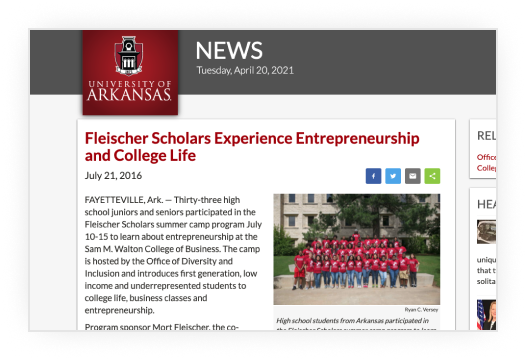 UNIVERSITY OF
ARKANSAS
NEWS
Tuesday, April 20, 2021
Fleischer Scholars Experience Entrepreneurship
and College Life
July 21, 2016
FAYETTEVILLE, Ark. — Thirty-three high
school juniors and seniors participated in the
Fleischer Scholars summer camp program July
10-15 to learn about entrepreneurship at the
Sam M. Walton College of Business. The camp
is hosted by the Office of Diversity and
Inclusion and introduces first generation, low
income and underrepresented students to
college life, business classes and
entrepreneurship.
Program sponsor Mort Fleischer, the co-
Ryan C. Versey
High school students from Arkansas participated in
the Fleischer Scholars summer camp program to learn
REL
Office
Colleg
HEA
uniqu
that t
solita